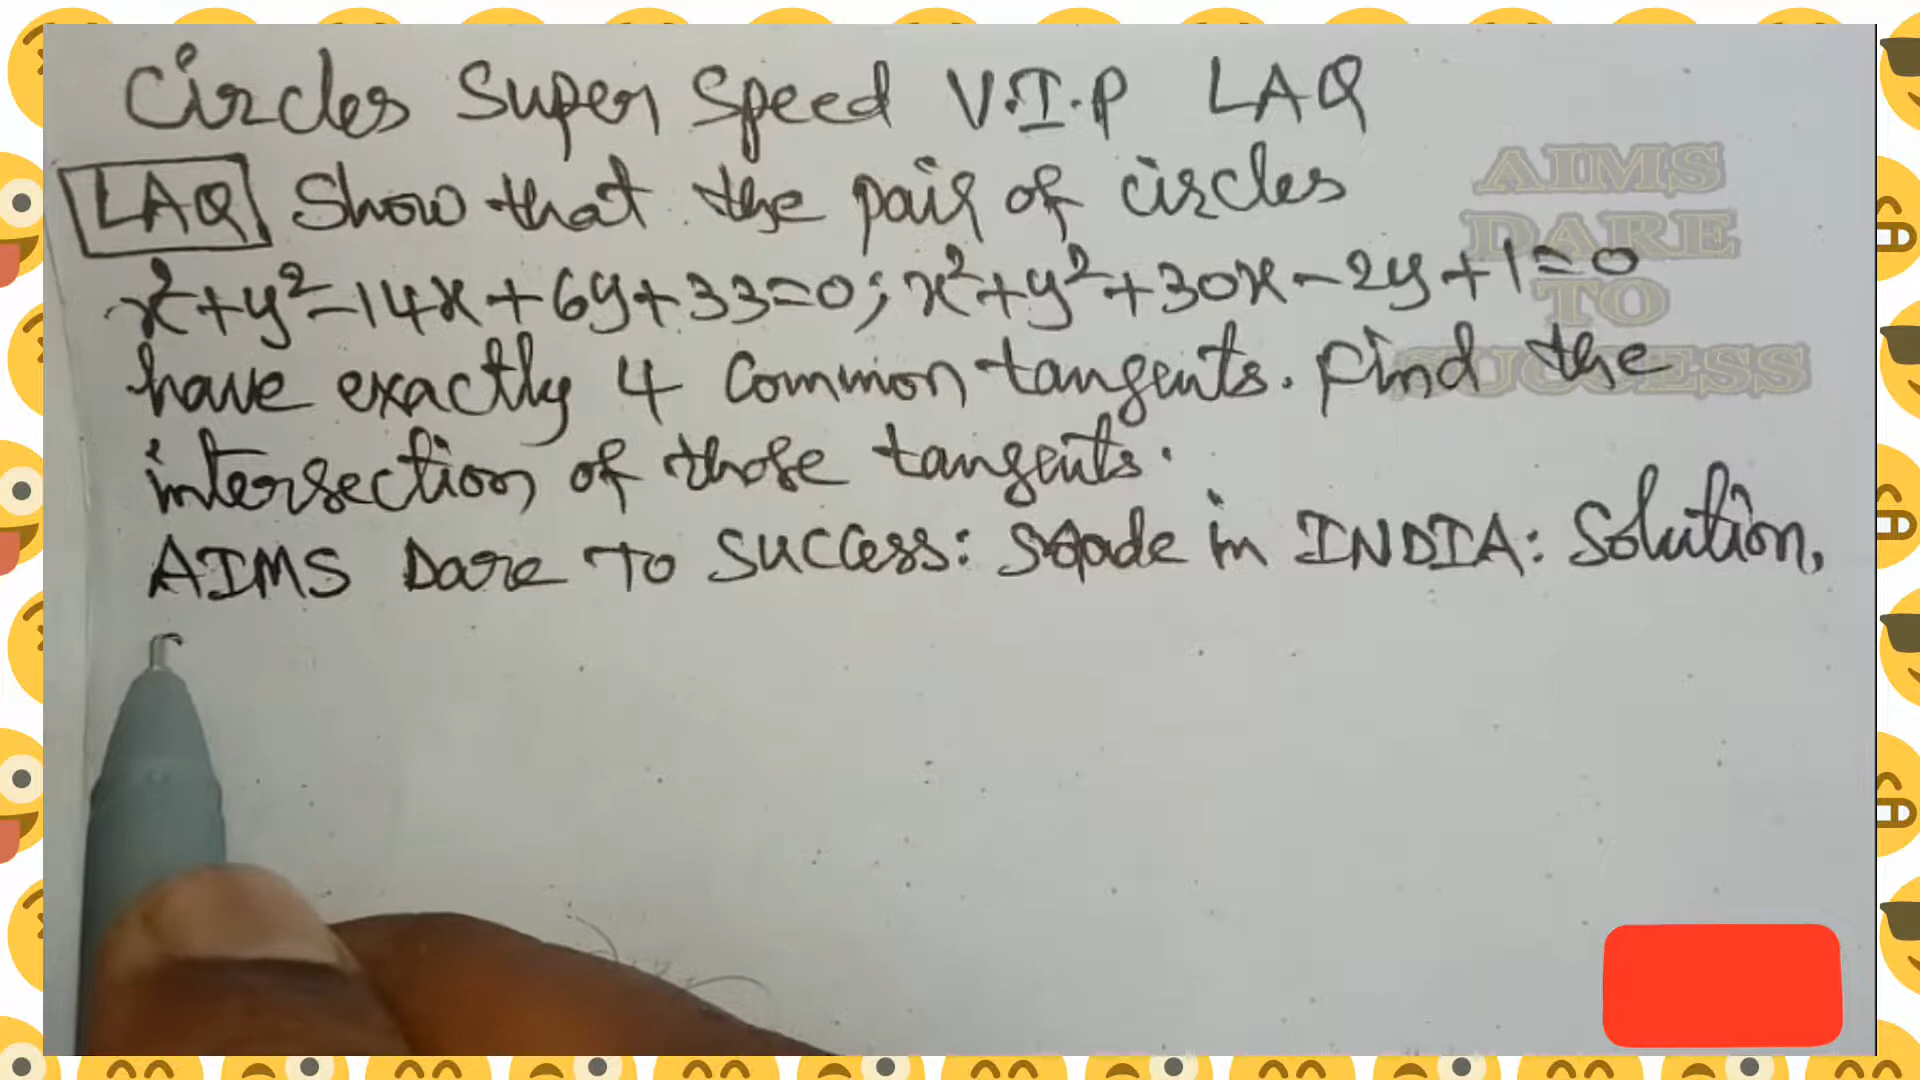 Circles Super Speed V.I.P LAQ
LAQ Show that the pair of circles
x²+y²-14x+6y+33=0; x²+y²+30x-2y+1=0
have exactly 4 common tangents. Find the
intersection of those tangents.
AIMS Dare To Success: in INDIA: Solution,
AIMS
DARE
TO
SUCCESS